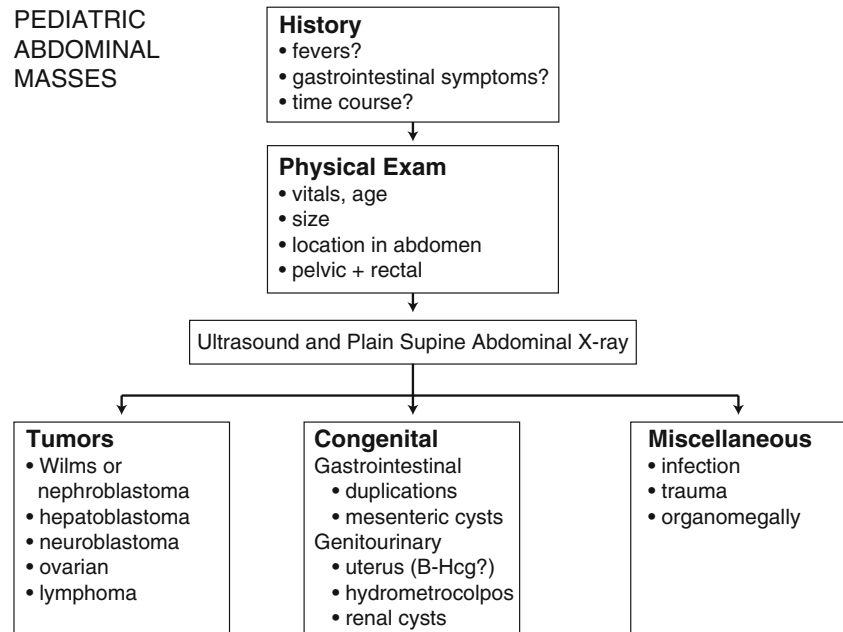 PEDIATRIC
ABDOMINAL
MASSES
History
• fevers?
• gastrointestinal symptoms?
• time course?
Physical Exam
• vitals, age
• size
• location in abdomen
• pelvic + rectal
Ultrasound and Plain Supine Abdominal X-ray
Tumors
• Wilms or
nephroblastoma
• hepatoblastoma
• neuroblastoma
• ovarian
• lymphoma
Congenital
Gastrointestinal
• duplications
• mesenteric cysts
Genitourinary
• uterus (B-Hcg?)
• hydrometrocolpos
• renal cysts
Miscellaneous
• infection
• trauma
• organomegally